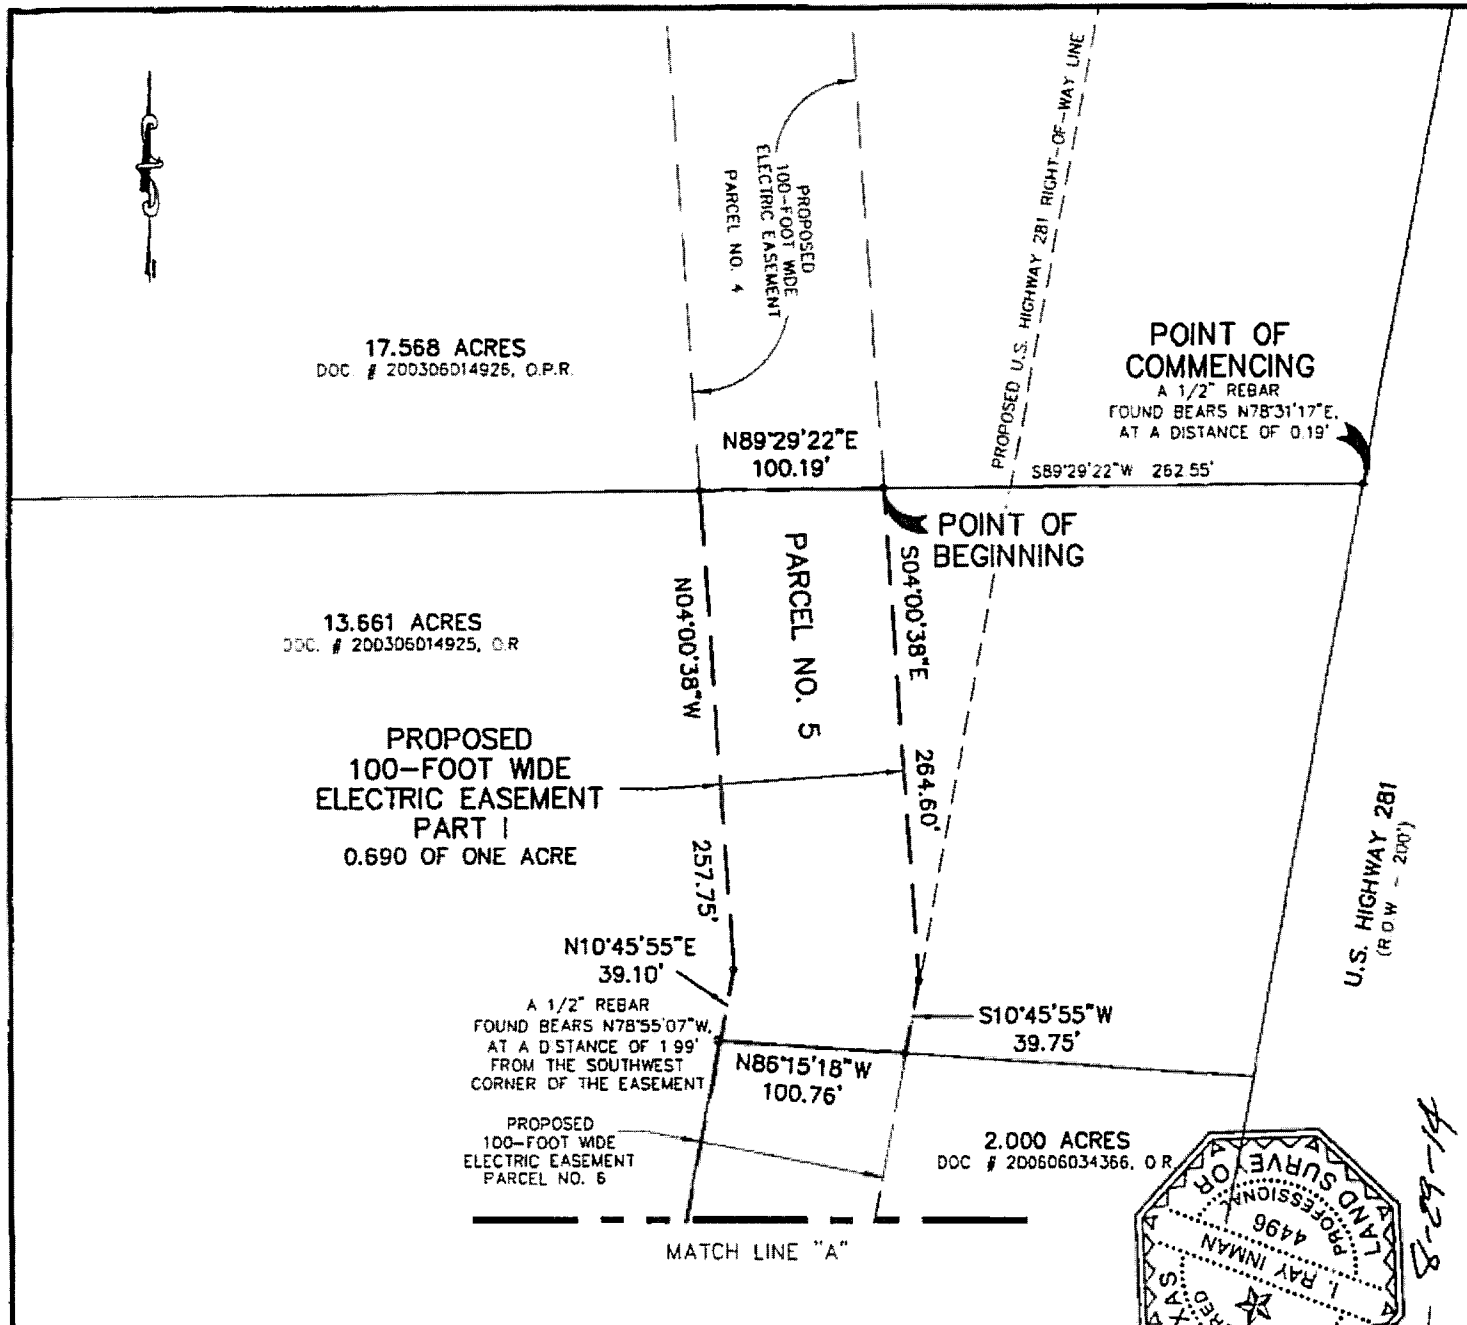 PROPOSED
100-FOOT WIDE
ELECTRIC EASEMENT
PARCEL NO. 4
PROPOSED U.S. HIGHWAY 281 RIGHT-OF-WAY LINE
17.568 ACRES
DOC. # 200306014926, O.P.R.
POINT OF
COMMENCING
A 1/2" REBAR
FOUND BEARS N78°31'17"E,
AT A DISTANCE OF 0.19'
N89°29'22"E
100.19'
S89°29'22"W 262.55'
POINT OF
BEGINNING
PARCEL NO. 5
S04°00'38"E
264.60'
N04°00'38"W
257.75'
13.661 ACRES
DOC. # 200306014925, O.R
PROPOSED
100-FOOT WIDE
ELECTRIC EASEMENT
PART I
0.690 OF ONE ACRE
U.S. HIGHWAY 281
(R.O.W - 200')
N10°45'55"E
39.10'
A 1/2" REBAR
FOUND BEARS N78°55'07"W,
AT A D STANCE OF 1 99'
FROM THE SOUTHWEST
CORNER OF THE EASEMENT
S10°45'55"W
39.75'
N86°15'18"W
100.76'
PROPOSED
100-FOOT WIDE
ELECTRIC EASEMENT
PARCEL NO. 6
2.000 ACRES
DOC # 200606034366, O R.
MATCH LINE "A"
LAND SURVEYOR
PROFESSIONAL
4496
I. RAY INMAN